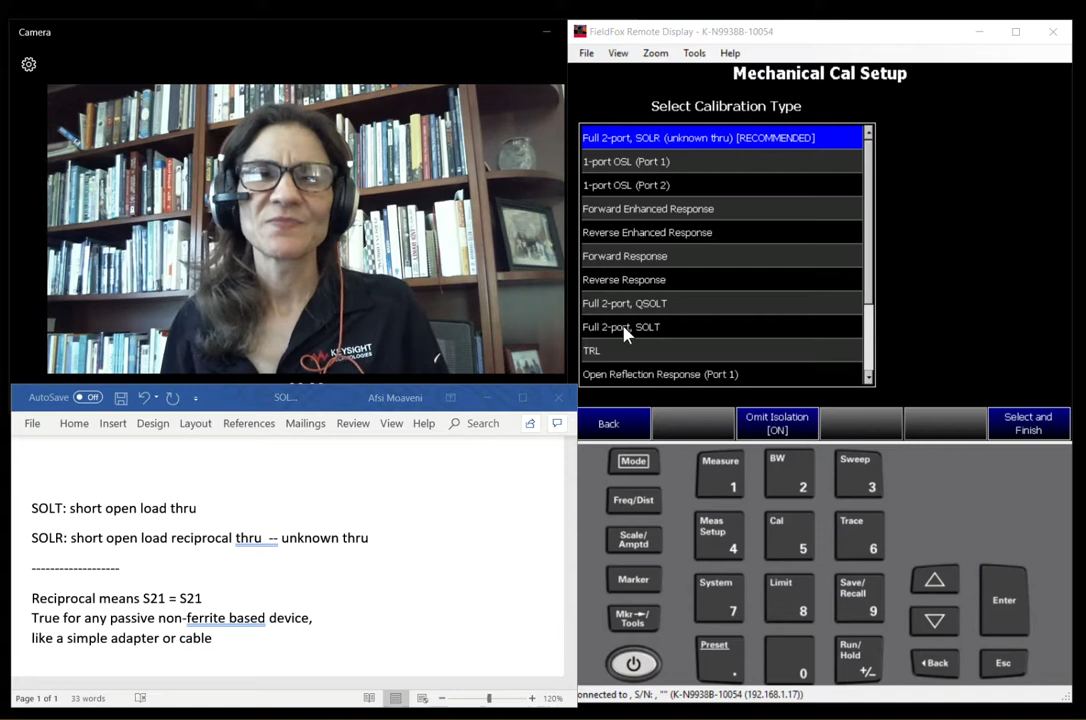 Camera
KEYSIGHT
TECHNOLOGIES
AutoSave
Off
SOL...
Afsi Moaveni
File Home Insert Design Layout References Mailings Review View Help Search
SOLT: short open load thru
SOLR: short open load reciprocal thru -- unknown thru
-------------------
Reciprocal means S21 = S21
True for any passive non-ferrite based device,
like a simple adapter or cable
Page 1 of 1 33 words
120%
FieldFox Remote Display - K-N9938B-10054
File View Zoom Tools Help
Mechanical Cal Setup
Select Calibration Type
Full 2-port, SOLR (unknown thru) [RECOMMENDED]
1-port OSL (Port 1)
1-port OSL (Port 2)
Forward Enhanced Response
Reverse Enhanced Response
Forward Response
Reverse Response
Full 2-port, QSOLT
Full 2-port, SOLT
TRL
Open Reflection Response (Port 1)
Back
Omit Isolation
[ON]
Select and
Finish
Mode
Measure
1
BW
2
Sweep
3
Freq/Dist
Scale/
Amptd
Meas
Setup
4
Cal
5
Trace
6
Marker
System
7
Limit
8
Save/
Recall
9
Enter
Mkr→/
Tools
Preset
.
0
Run/
Hold
+/-
Back
Esc
onnected to , S/N: , "" (K-N9938B-10054 (192.168.1.17))